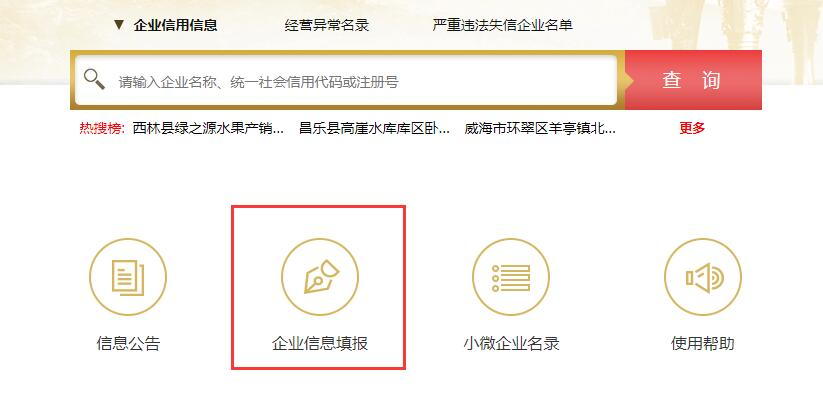 ▼ 企业信用信息 经营异常名录 严重违法失信企业名单
请输入企业名称、统一社会信用代码或注册号 查 询
热搜榜: 西林县绿之源水果产销... 昌乐县高崖水库库区卧... 威海市环翠区羊亭镇北... 更多
信息公告 企业信息填报 小微企业名录 使用帮助